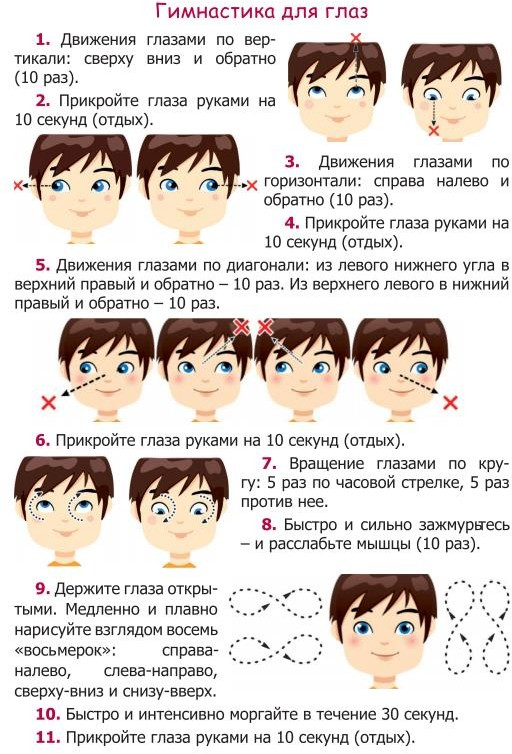 Гимнастика для глаз
1. Движения глазами по вер-
тикали: сверху вниз и обратно
(10 раз).
2. Прикройте глаза руками на
10 секунд (отдых).
3. Движения глазами по
горизонтали: справа налево и
обратно (10 раз).
4. Прикройте глаза руками на
10 секунд (отдых).
5. Движения глазами по диагонали: из левого нижнего угла в
верхний правый и обратно – 10 раз. Из верхнего левого в нижний
правый и обратно – 10 раз.
6. Прикройте глаза руками на 10 секунд (отдых).
7. Вращение глазами по кру-
гу: 5 раз по часовой стрелке, 5 раз
против нее.
8. Быстро и сильно зажмурьтесь
– и расслабьте мышцы (10 раз).
9. Держите глаза откры-
тыми. Медленно и плавно
нарисуйте взглядом восемь
«восьмерок»: справа-
налево, слева-направо,
сверху-вниз и снизу-вверх.
10. Быстро и интенсивно моргайте в течение 30 секунд.
11. Прикройте глаза руками на 10 секунд (отдых).